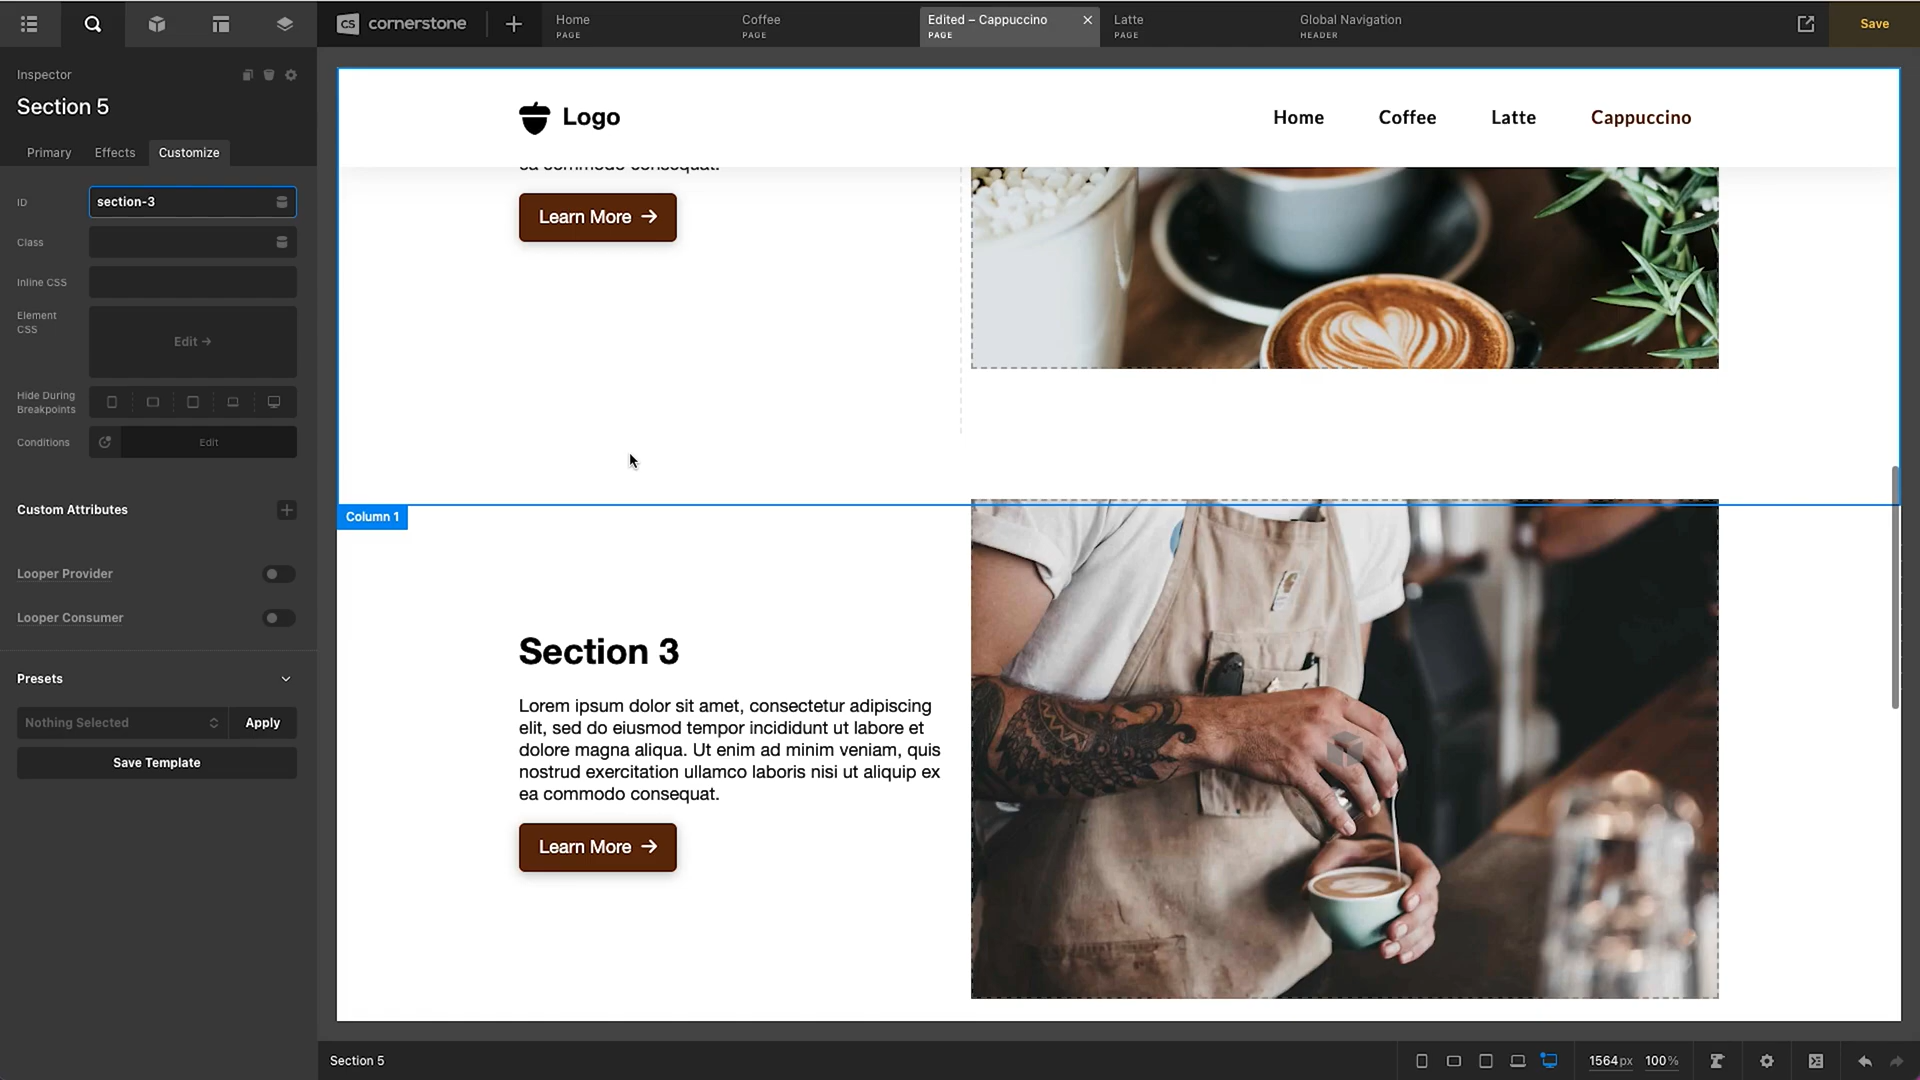 cs cornerstone
Home
PAGE
Coffee
PAGE
Edited – Cappuccino
PAGE
Latte
PAGE
Global Navigation
HEADER
Save
Inspector
Section 5
Primary
Effects
Customize
ID
section-3
Class
Inline CSS
Element
CSS
Edit →
Hide During
Breakpoints
Conditions
Edit
Custom Attributes
Looper Provider
Looper Consumer
Presets
Nothing Selected
Apply
Save Template
Logo
Home
Coffee
Latte
Cappuccino
ea commodo consequat.
Learn More →
Column 1
Section 3
Lorem ipsum dolor sit amet, consectetur adipiscing
elit, sed do eiusmod tempor incididunt ut labore et
dolore magna aliqua. Ut enim ad minim veniam, quis
nostrud exercitation ullamco laboris nisi ut aliquip ex
ea commodo consequat.
Learn More →
Section 5
1564px
100%